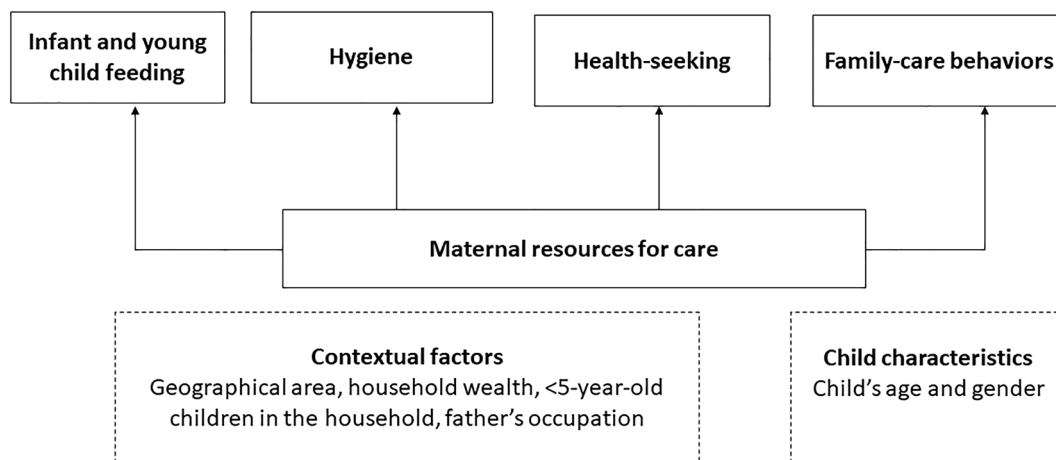 Infant and young
child feeding
Hygiene
Health-seeking
Family-care behaviors
Maternal resources for care
Contextual factors
Geographical area, household wealth, <5-year-old
children in the household, father's occupation
Child characteristics
Child's age and gender